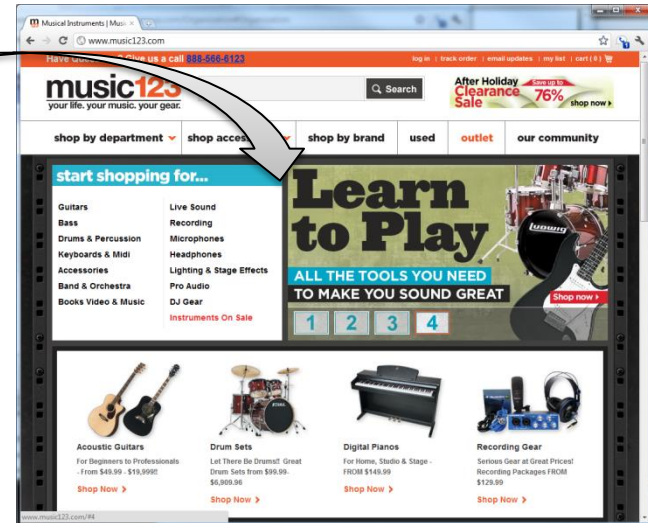 Musical Instruments | Musi
www.music123.com
Have Give us a call 888-566-6123
log in | track order | email updates | my list | cart ( 0 )
music123
your life. your music. your gear.
Search
After Holiday
Clearance
Sale
Save up to
76%
shop now
shop by department
shop acces
shop by brand
used
outlet
our community
start shopping for...
Guitars
Bass
Drums & Percussion
Keyboards & Midi
Accessories
Band & Orchestra
Books Video & Music
Live Sound
Recording
Microphones
Headphones
Lighting & Stage Effects
Pro Audio
DJ Gear
Instruments On Sale
Learn
to Play
ALL THE TOOLS YOU NEED
TO MAKE YOU SOUND GREAT
Ludwig
Shop now
1 2 3 4
Acoustic Guitars
For Beginners to Professionals
- From $49.99 - $19,999!!
Shop Now
Drum Sets
Let There Be Drums!! Great
Drum Sets from $99.99-
$6,909.96
Shop Now
Digital Pianos
For Home, Studio & Stage -
FROM $149.99
Shop Now
Recording Gear
Serious Gear at Great Prices!
Recording Packages FROM
$129.99
Shop Now
www.music123.com/#4